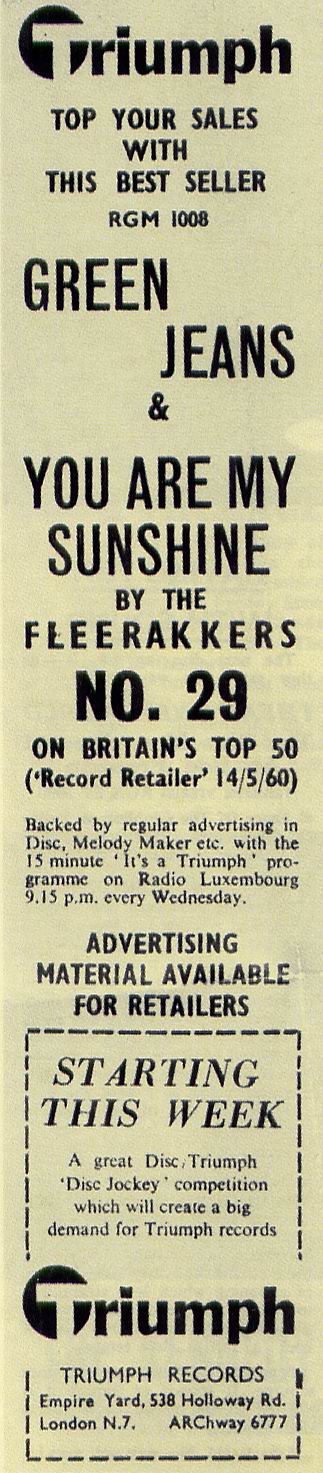 Triumph
TOP YOUR SALES
WITH
THIS BEST SELLER
RGM 1008
GREEN
JEANS
&
YOU ARE MY
SUNSHINE
BY THE
FLEERAKKERS
NO. 29
ON BRITAIN'S TOP 50
('Record Retailer' 14/5/60)
Backed by regular advertising in
Disc, Melody Maker etc. with the
15 minute 'It's a Triumph' pro-
gramme on Radio Luxembourg
9.15 p.m. every Wednesday.
ADVERTISING
MATERIAL AVAILABLE
FOR RETAILERS
STARTING
THIS WEEK
A great Disc/Triumph
'Disc Jockey' competition
which will create a big
demand for Triumph records
Triumph
TRIUMPH RECORDS
Empire Yard, 538 Holloway Rd.
London N.7. ARChway 6777